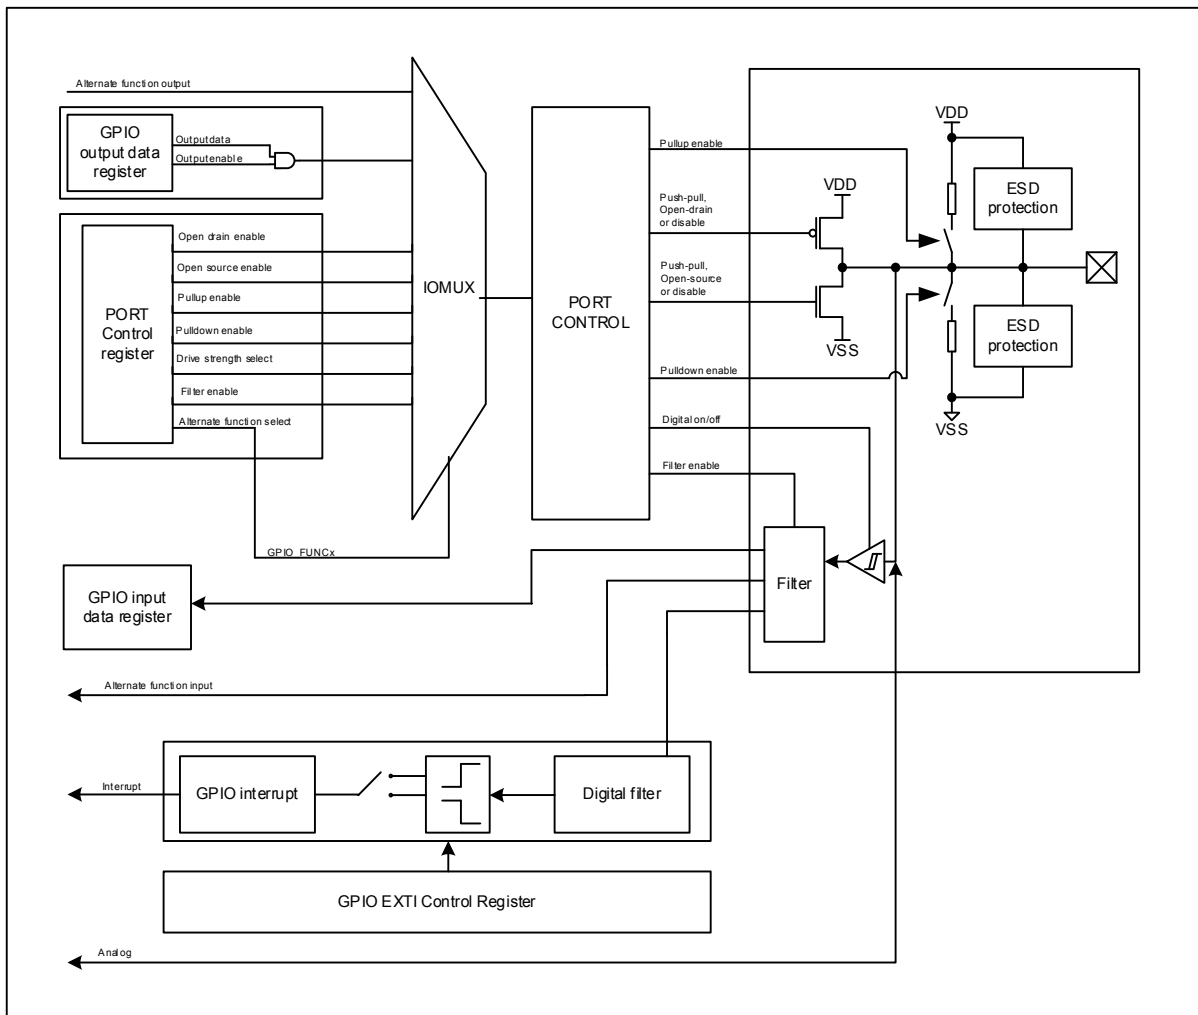 Alternate function output
GPIO
output data
register
Output data
Output enable
PORT
Control
register
Open drain enable
Open source enable
Pullup enable
Pulldown enable
Drive strength select
Filter enable
Alternate function select
GPIO_FUNCx
IOMUX
PORT
CONTROL
Pullup enable
Push-pull,
Open-drain
or disable
Push-pull,
Open-source
or disable
Pulldown enable
Digital on/off
Filter enable
VDD
VSS
VDD
ESD
protection
ESD
protection
VSS
Filter
GPIO input
data register
Alternate function input
Interrupt
GPIO interrupt
Digital filter
GPIO EXTI Control Register
Analog